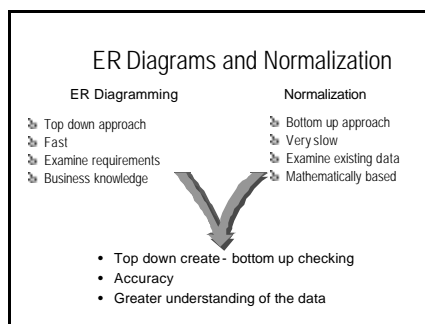 ER Diagrams and Normalization
ER Diagramming
Top down approach
Fast
Examine requirements
Business knowledge
Normalization
Bottom up approach
Very slow
Examine existing data
Mathematically based
• Top down create - bottom up checking
• Accuracy
• Greater understanding of the data